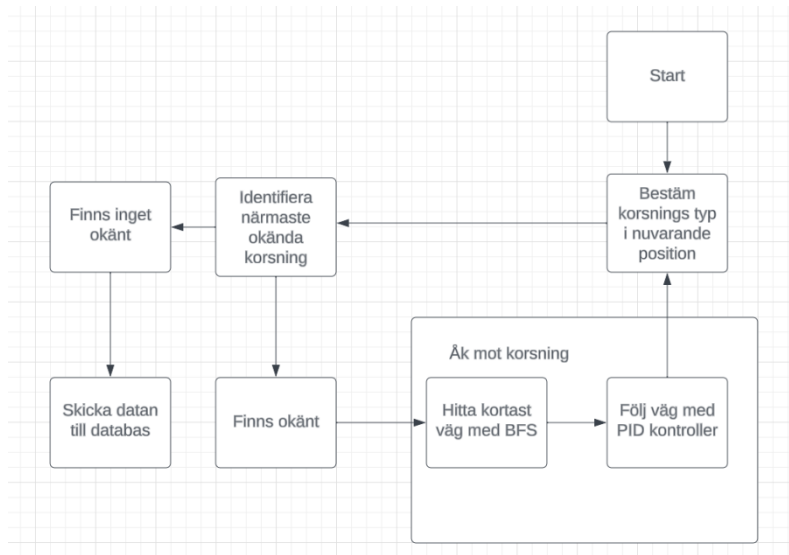 Start
Bestäm
korsnings typ
i nuvarande
position
Identifiera
närmaste
okända
korsning
Finns inget
okänt
Skicka datan
till databas
Finns okänt
Åk mot korsning
Hitta kortast
väg med BFS
Följ väg med
PID kontroller